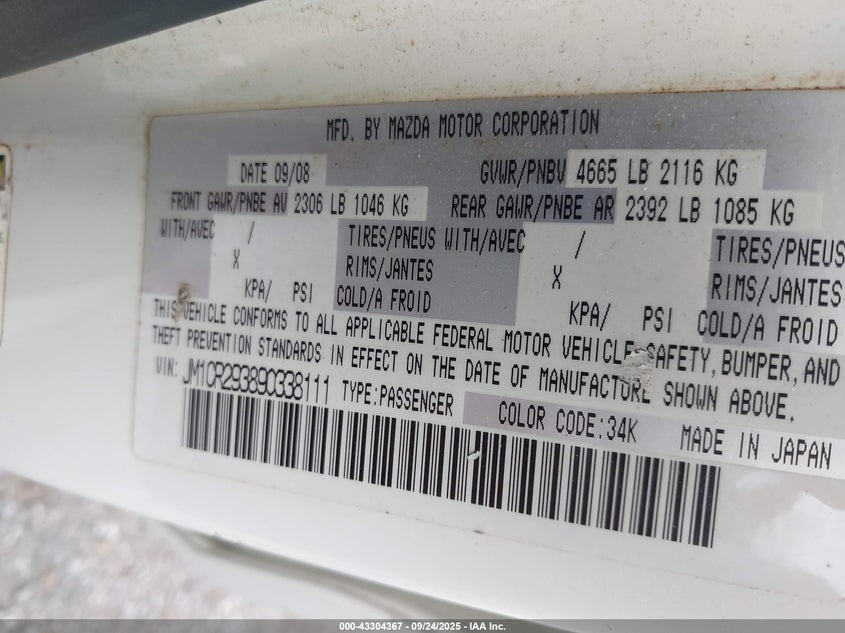 MFD. BY MAZDA MOTOR CORPORATION
DATE 09/08 GVWR/PNBV 4665 LB 2116 KG
FRONT GAWR/PNBE AV 2306 LB 1046 KG REAR GAWR/PNBE AR 2392 LB 1085 KG
WITH/AVEC / TIRES/PNEUS WITH/AVEC / TIRES/PNEUS
X RIMS/JANTES X RIMS/JANTES
KPA/ PSI COLD/A FROID KPA/ PSI COLD/A FROID
THIS VEHICLE CONFORMS TO ALL APPLICABLE FEDERAL MOTOR VEHICLE SAFETY, BUMPER, AND
THEFT PREVENTION STANDARDS IN EFFECT ON THE DATE OF MANUFACTURE SHOWN ABOVE.
VIN: JM1CR293890338111 TYPE:PASSENGER COLOR CODE:34K MADE IN JAPAN
000-43304367 - 09/24/2025 - IAA Inc.